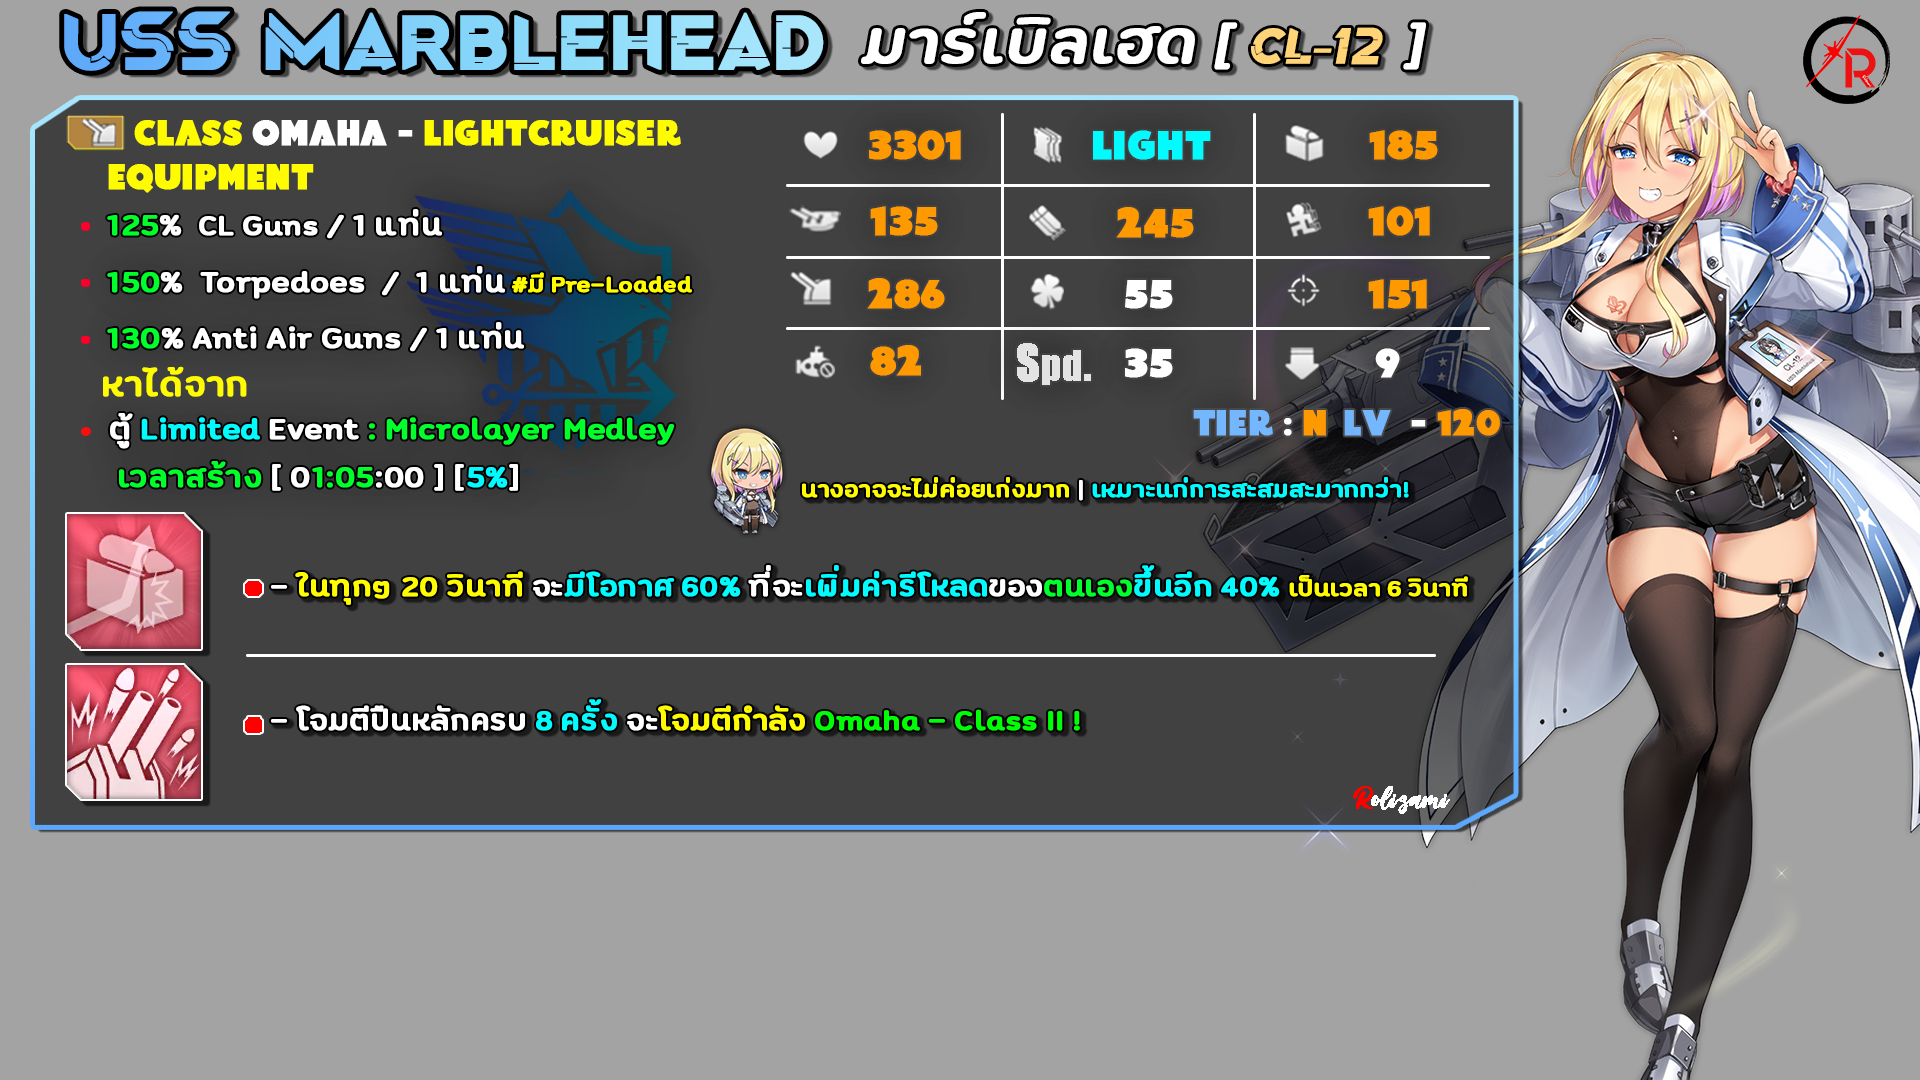 USS MARBLEHEAD มาร์เบิลเฮด [ CL-12 ]
R
CLASS OMAHA - LIGHTCRUISER
EQUIPMENT
125% CL Guns / 1 แท่น
150% Torpedoes / 1 แท่น #มี Pre-Loaded
130% Anti Air Guns / 1 แท่น
หาได้จาก
ตู้ Limited Event : Microlayer Medley
เวลาสร้าง [ 01:05:00 ] [5%]
3301 LIGHT 185
135 245 101
286 55 151
82 Spd. 35 9
TIER : N LV - 120
นางอาจจะไม่ค่อยเก่งมาก | เหมาะแก่การสะสมสะมากกว่า!
- ในทุกๆ 20 วินาที จะมีโอกาศ 60% ที่จะเพิ่มค่ารีโหลดของตนเองขึ้นอีก 40% เป็นเวลา 6 วินาที
- โจมตีปืนหลักครบ 8 ครั้ง จะโจมตีกำลัง Omaha - Class II !
Rolizami
CL-12
USS Marblehead